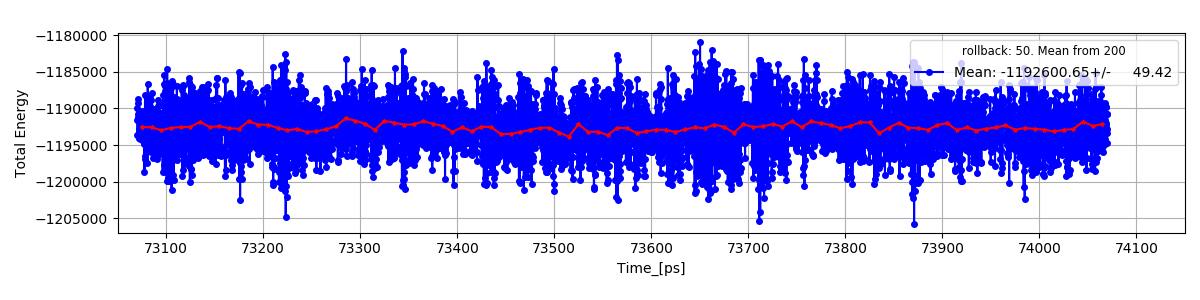 −1180000
−1185000
−1190000
−1195000
−1200000
−1205000
Total Energy
rollback: 50. Mean from 200
Mean: -1192600.65+/-     49.42
73100 73200 73300 73400 73500 73600 73700 73800 73900 74000 74100
Time_[ps]